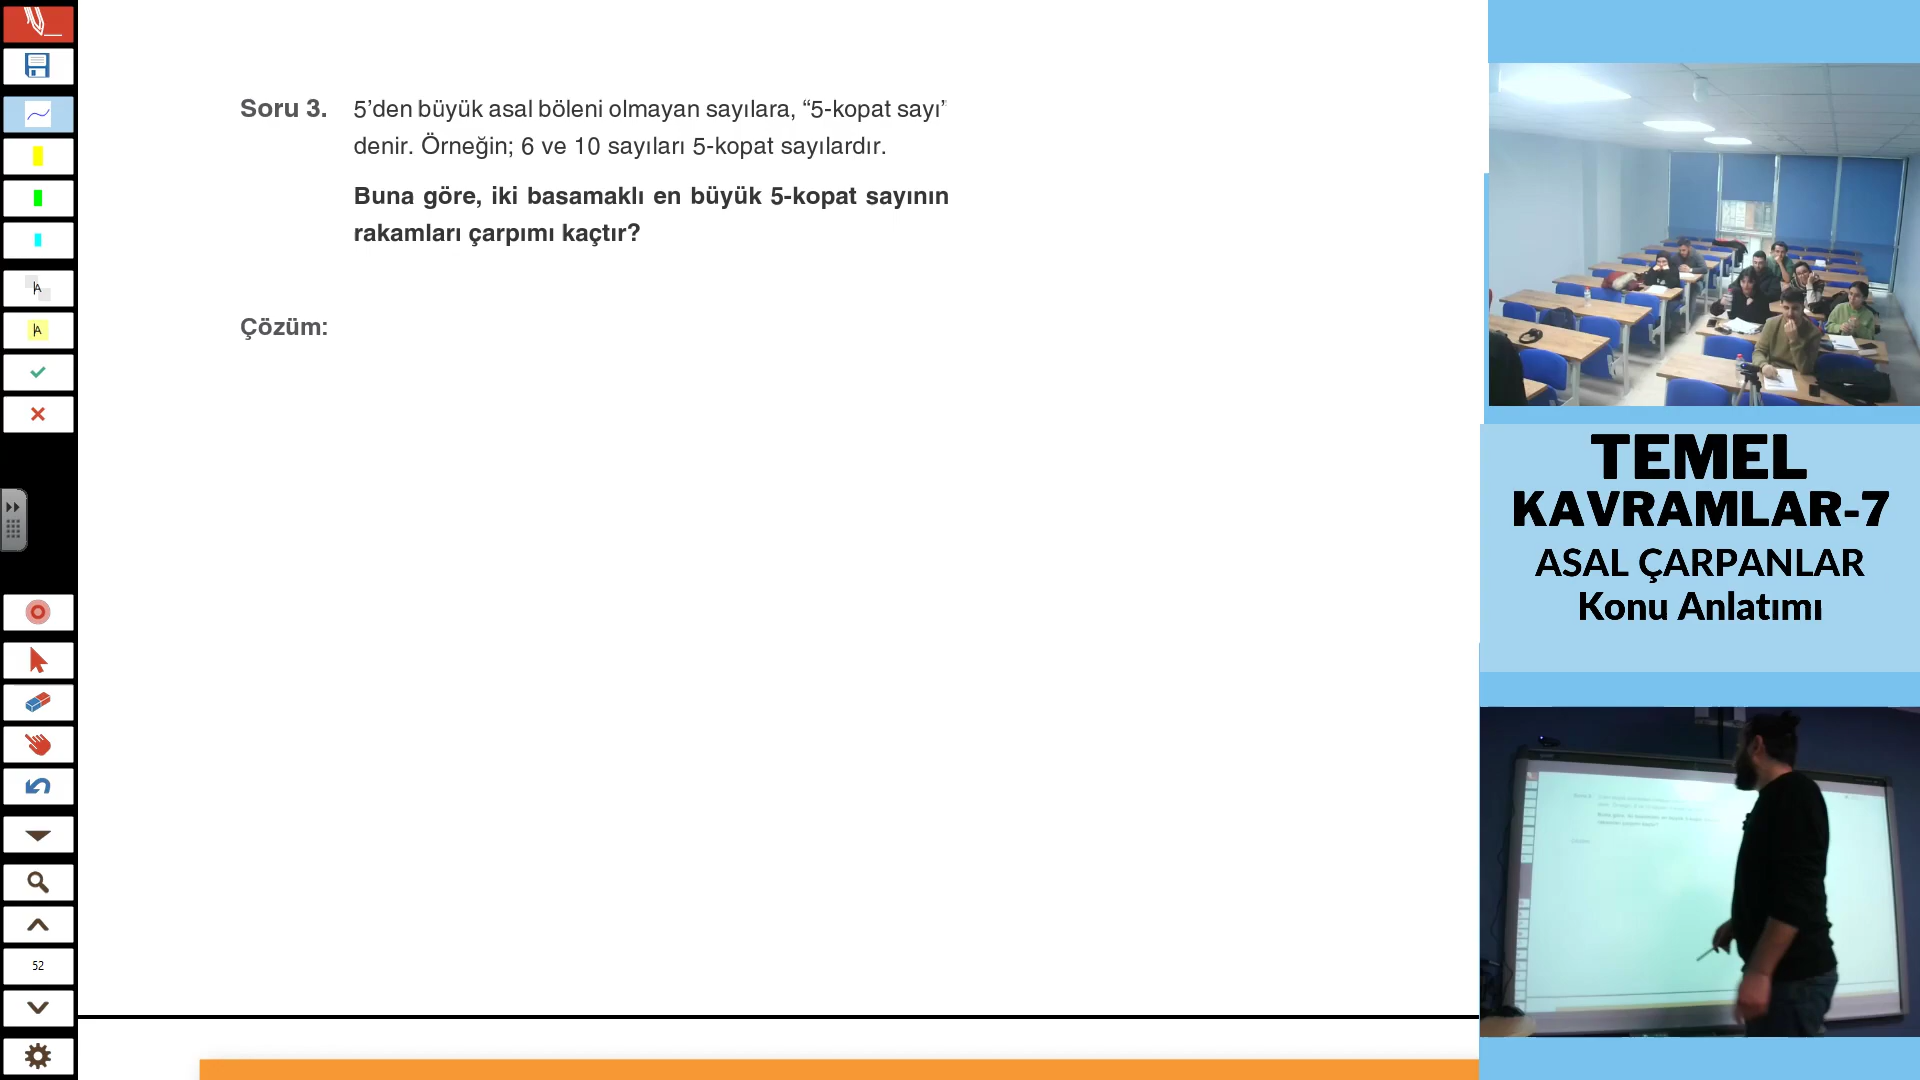 Soru 3. 5’den büyük asal böleni olmayan sayılara, “5-kopat sayı’
denir. Örneğin; 6 ve 10 sayıları 5-kopat sayılardır.
Buna göre, iki basamaklı en büyük 5-kopat sayının
rakamları çarpımı kaçtır?
Çözüm:
TEMEL
KAVRAMLAR-7
ASAL ÇARPANLAR
Konu Anlatımı
A
A
52